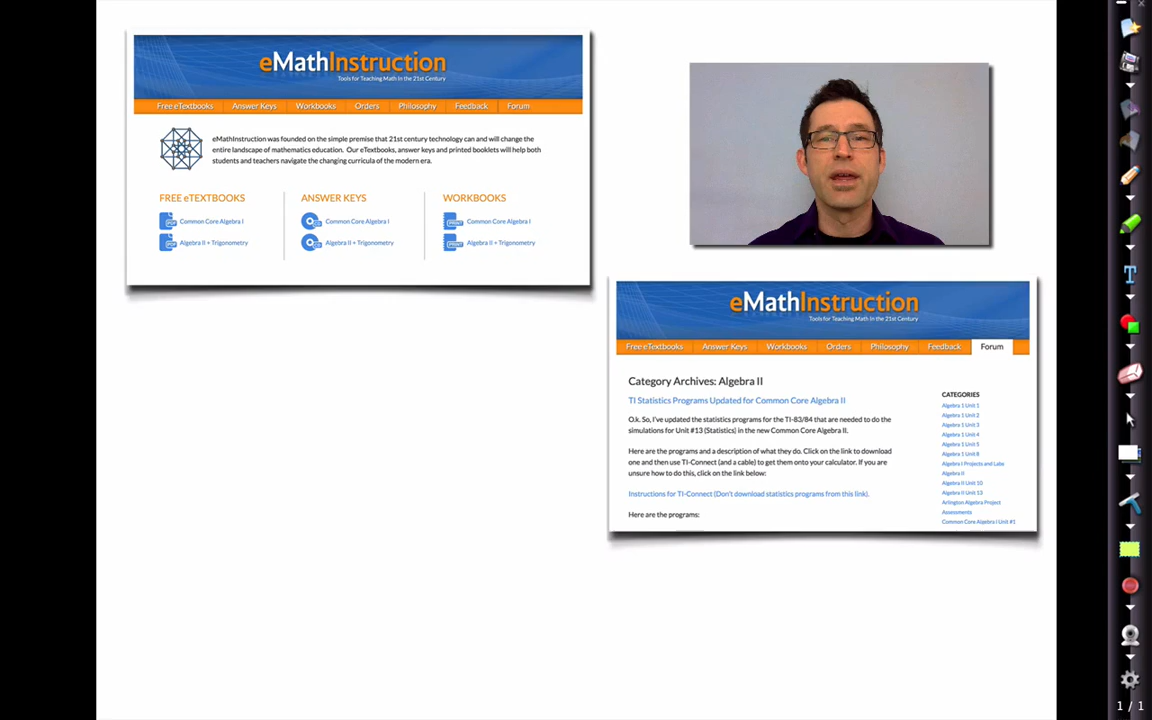 eMathInstruction
Tools for Teaching Math in the 21st Century
Free eTextbooks Answer Keys Workbooks Orders Philosophy Feedback Forum
eMathInstruction was founded on the simple premise that 21st century technology can and will change the
entire landscape of mathematics education. Our eTextbooks, answer keys and printed booklets will help both
students and teachers navigate the changing curricula of the modern era.
FREE eTEXTBOOKS
Common Core Algebra I
Algebra II + Trigonometry
ANSWER KEYS
Common Core Algebra I
Algebra II + Trigonometry
WORKBOOKS
Common Core Algebra I
Algebra II + Trigonometry
eMathInstruction
Tools for Teaching Math in the 21st Century
Free eTextbooks Answer Keys Workbooks Orders Philosophy Feedback Forum
Category Archives: Algebra II
TI Statistics Programs Updated for Common Core Algebra II
O.k. So, I've updated the statistics programs for the TI-83/84 that are needed to do the
simulations for Unit #13 (Statistics) in the new Common Core Algebra II.
Here are the programs and a description of what they do. Click on the link to download
one and then use TI-Connect (and a cable) to get them onto your calculator. If you are
unsure how to do this, click on the link below:
Instructions for TI-Connect (Don't download statistics programs from this link).
Here are the programs:
CATEGORIES
Algebra 1 Unit 1
Algebra 1 Unit 2
Algebra 1 Unit 3
Algebra 1 Unit 4
Algebra 1 Unit 5
Algebra 1 Unit 8
Algebra I Projects and Labs
Algebra II
Algebra II Unit 10
Algebra II Unit 13
Arlington Algebra Project
Assessments
Common Core Algebra I Unit #1
T
PDF
PDF
CD
CD
PRINT
PRINT
1 / 1